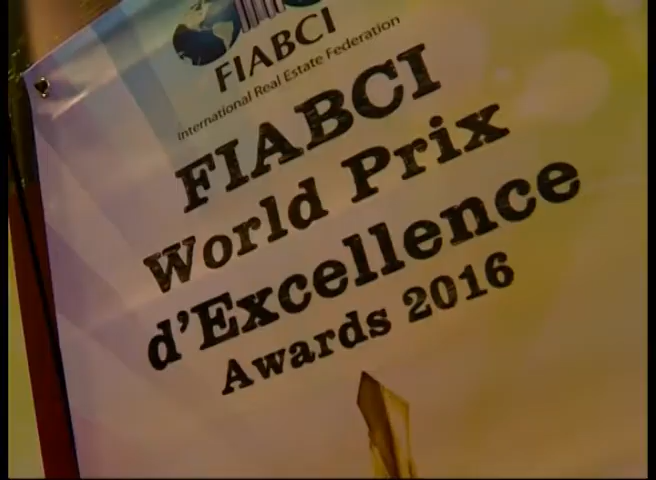 FIABCI
International Real Estate Federation
FIABCI
World Prix
d'Excellence
Awards 2016